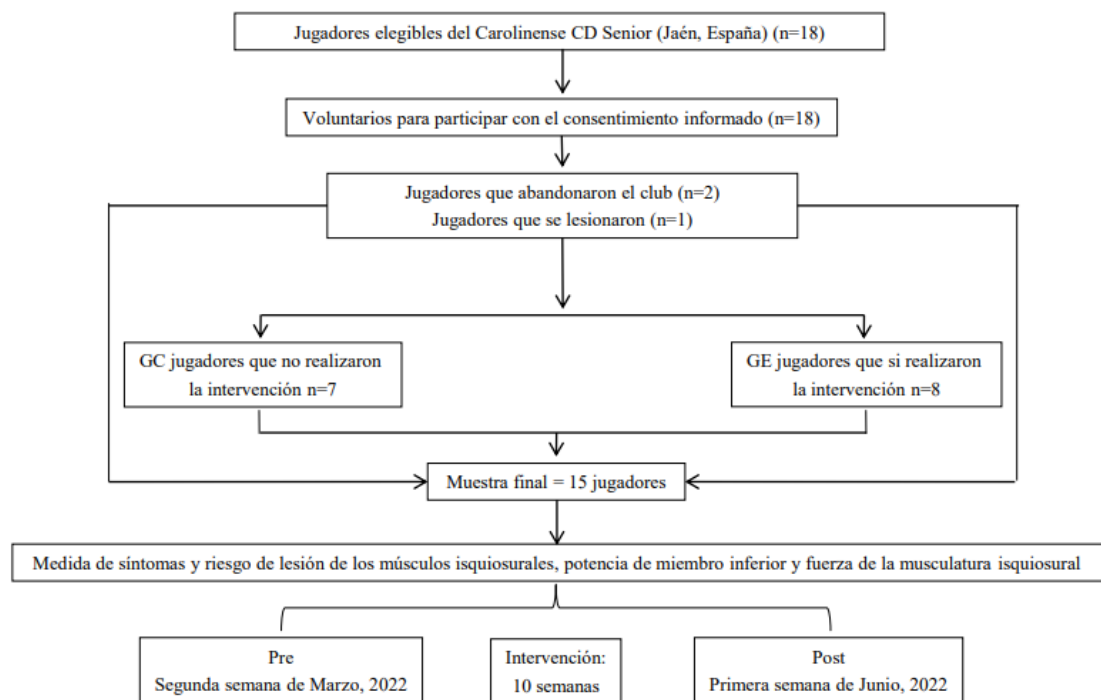 Jugadores elegibles del Carolinense CD Senior (Jaén, España) (n=18)
Voluntarios para participar con el consentimiento informado (n=18)
Jugadores que abandonaron el club (n=2)
Jugadores que se lesionaron (n=1)
GC jugadores que no realizaron
la intervención n=7
GE jugadores que si realizaron
la intervención n=8
Muestra final = 15 jugadores
Medida de síntomas y riesgo de lesión de los músculos isquiosurales, potencia de miembro inferior y fuerza de la musculatura isquiosural
Pre
Segunda semana de Marzo, 2022
Intervención:
10 semanas
Post
Primera semana de Junio, 2022